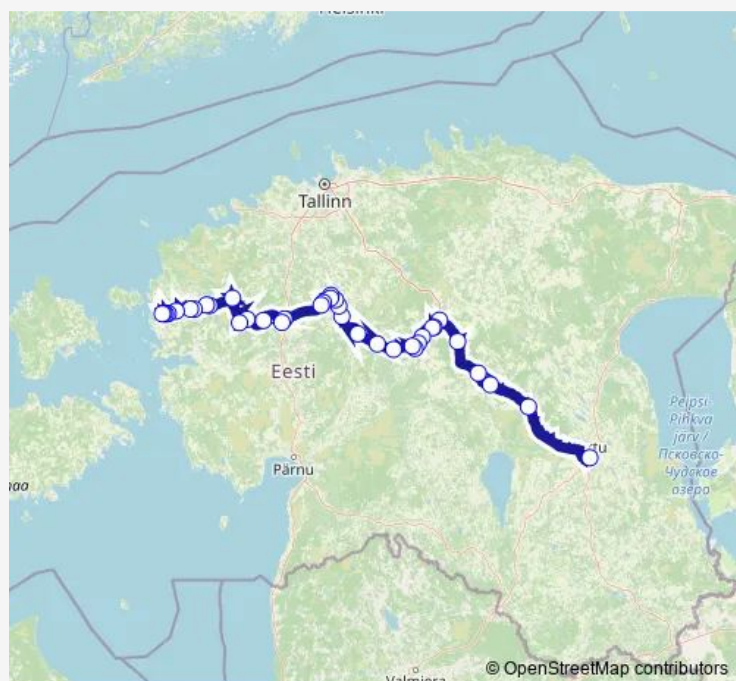 Tallinn
Eesti
Pärnu
Peipsi-
Pihkva
järv /
Псковско-
Чудское
озеро
© OpenStreetMap contributors